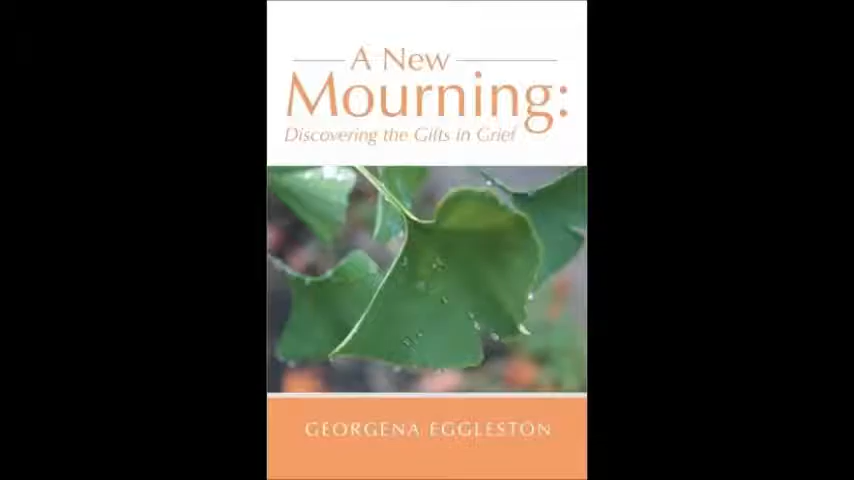 A New
Mourning:
Discovering the Gifts in Grief
GEORGENA EGGLESTON